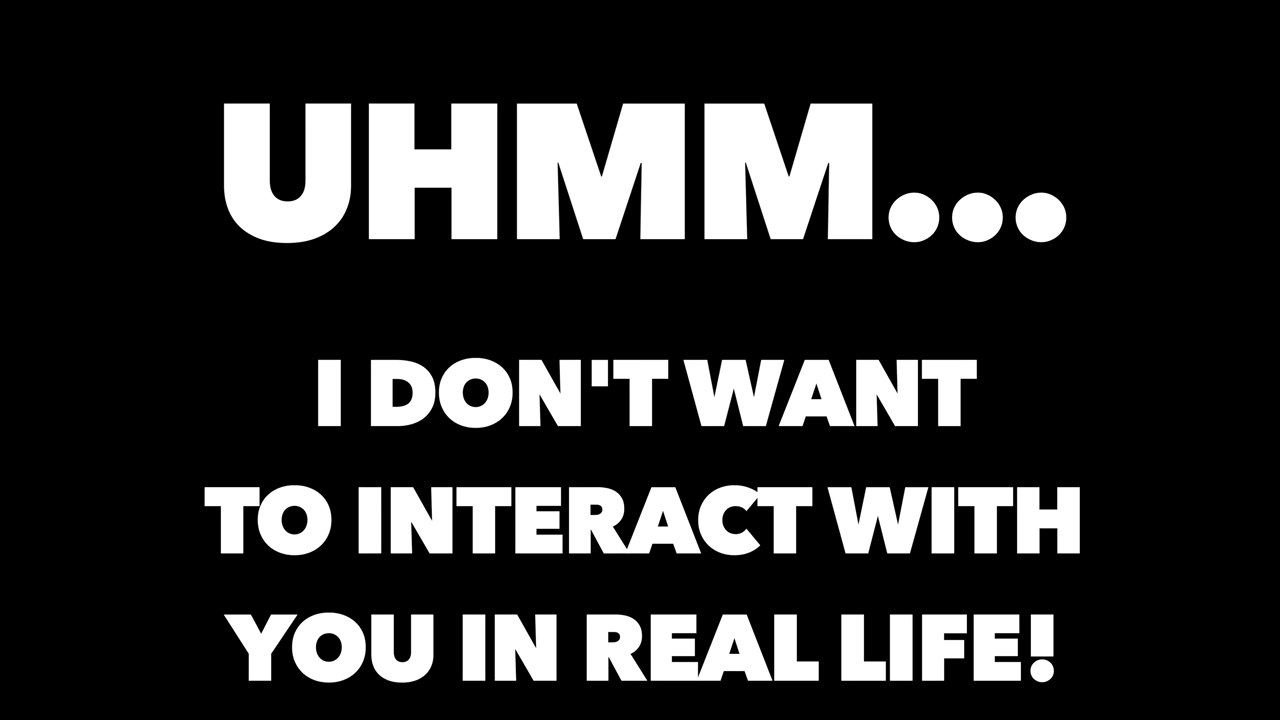 UHMM...
I DON'T WANT
TO INTERACT WITH
YOU IN REAL LIFE!